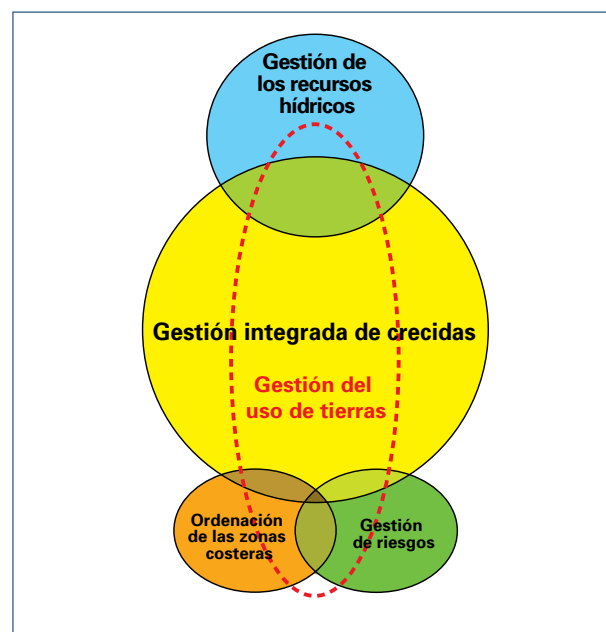 Gestión de
los recursos
hídricos
Gestión integrada de crecidas
Gestión del
uso de tierras
Ordenación
de las zonas
costeras
Gestión
de riesgos